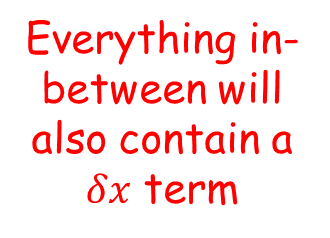 Everything in-
between will
also contain a
𝛿𝑥 term